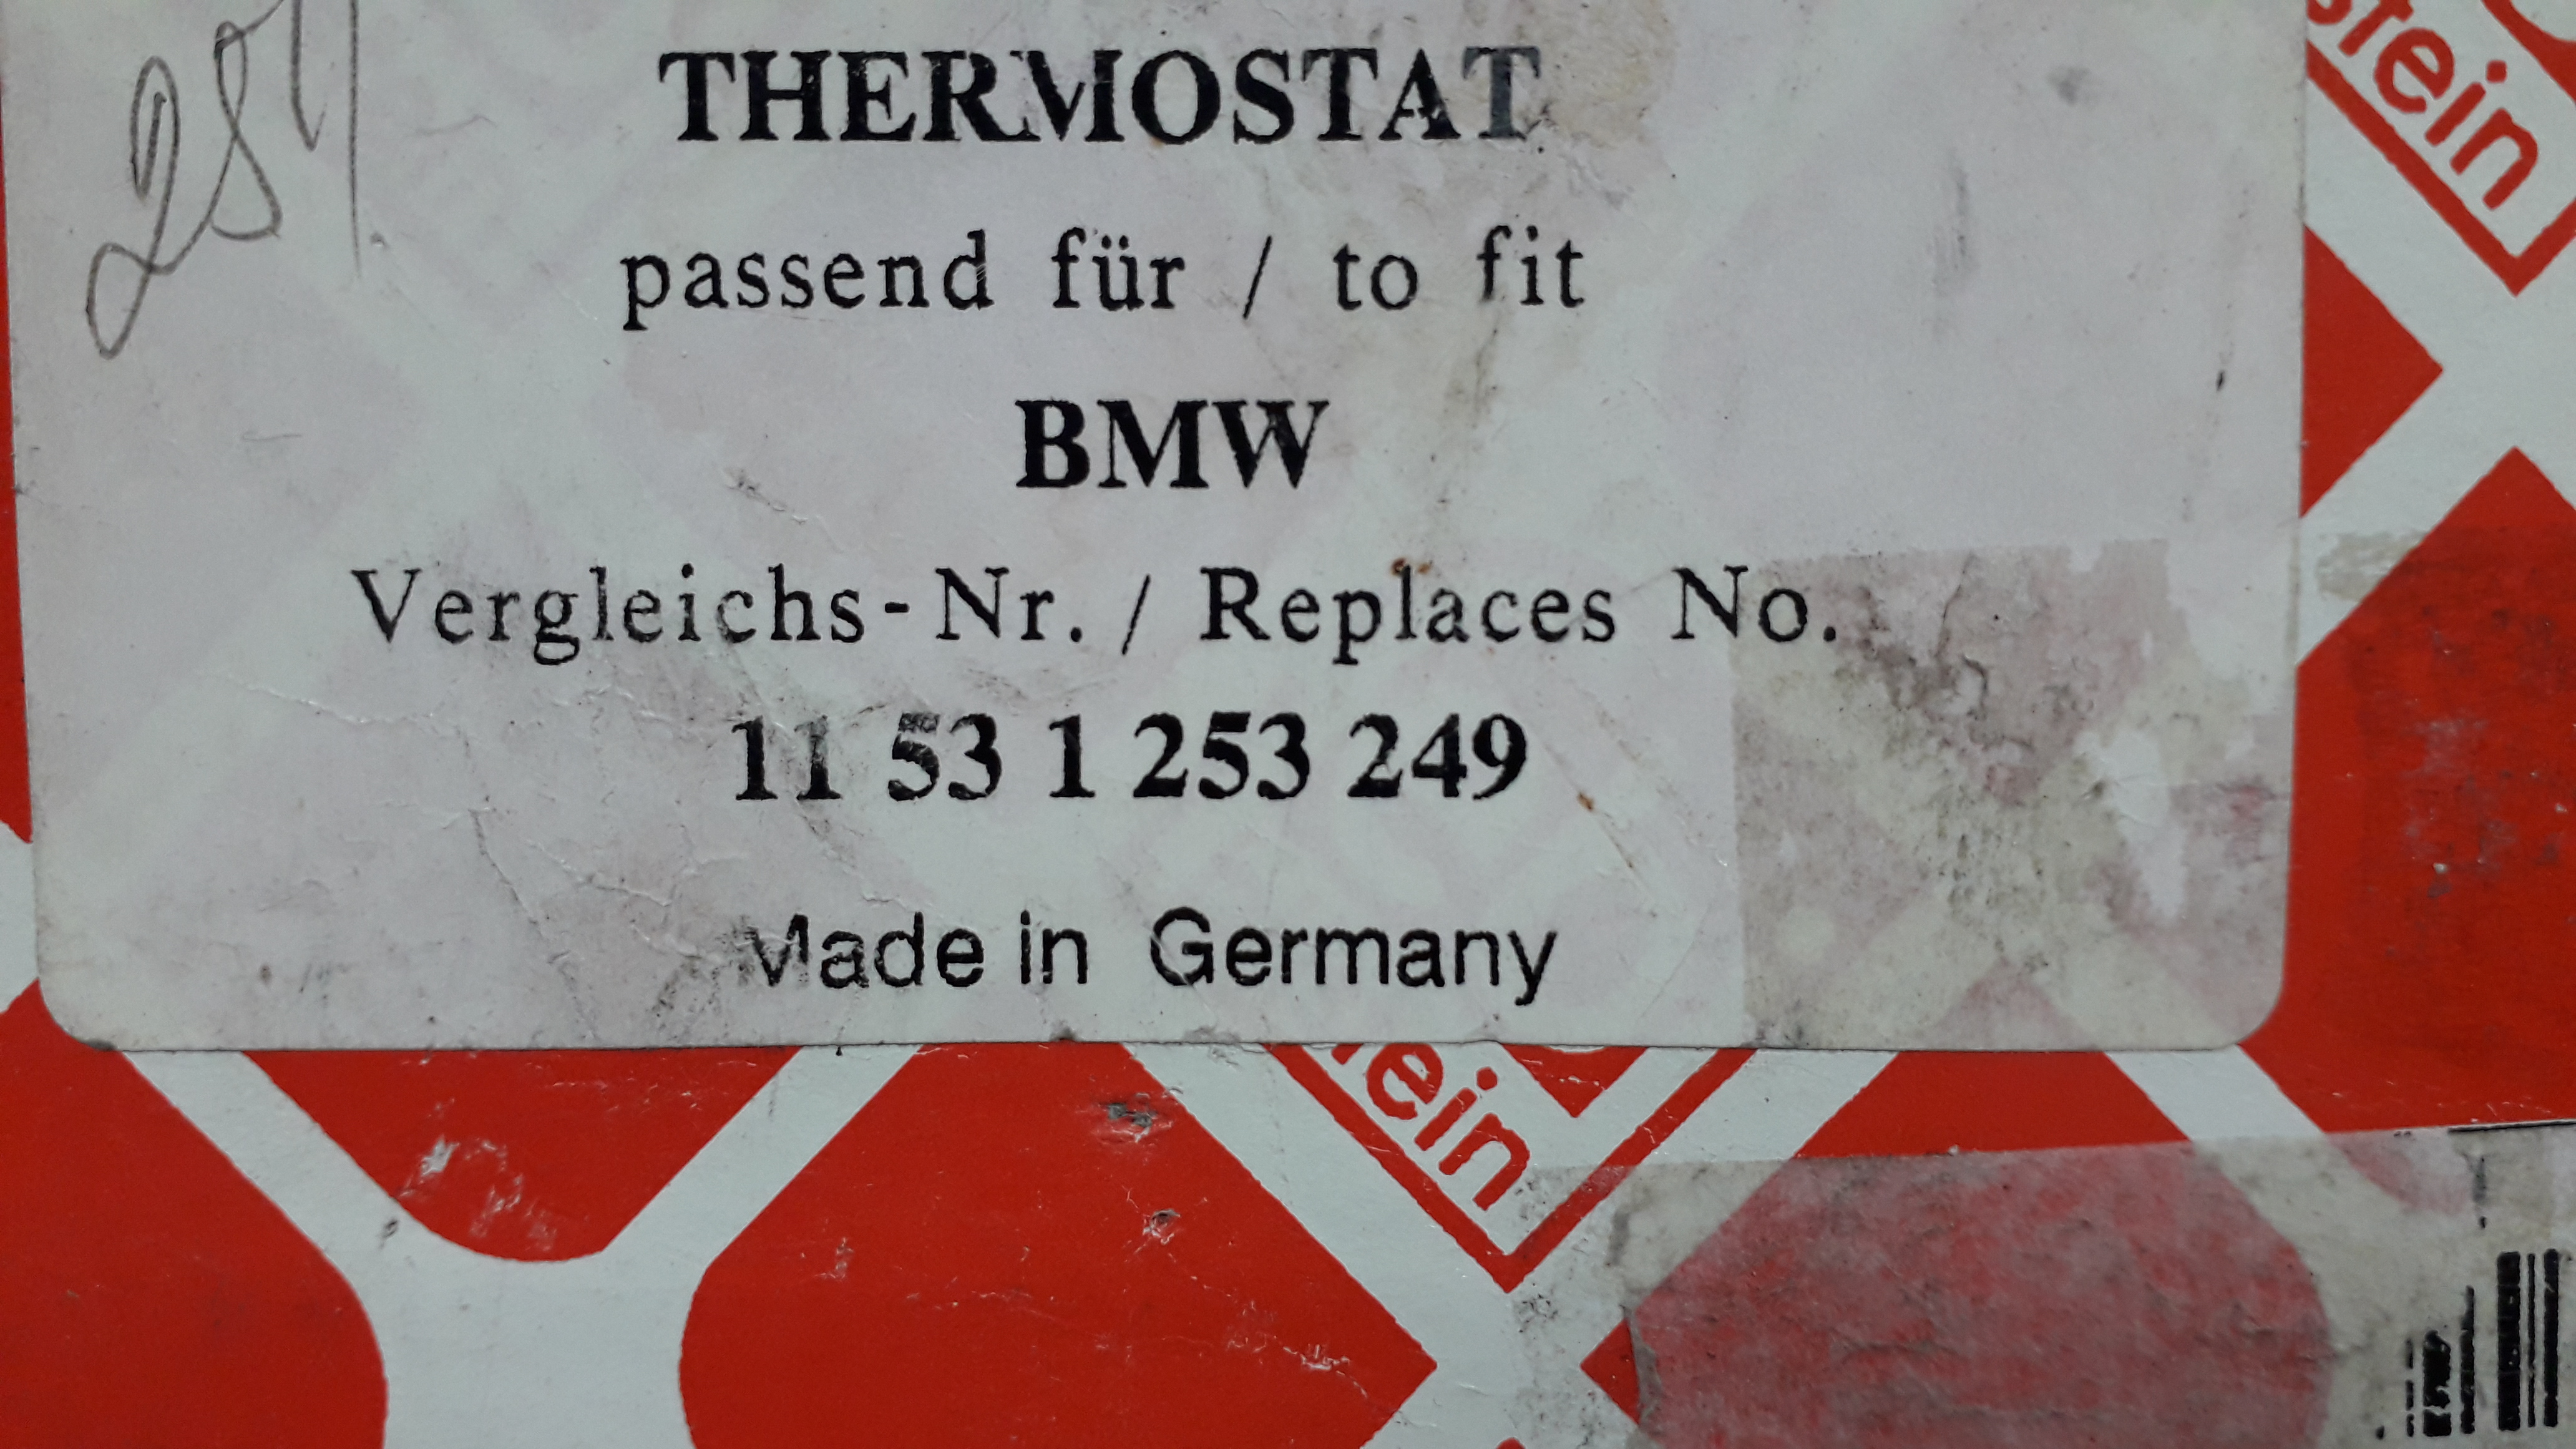 THERMOSTAT
passend für / to fit
BMW
Vergleichs-Nr. / Replaces No.
11 53 1 253 249
Made in Germany
stein
ein